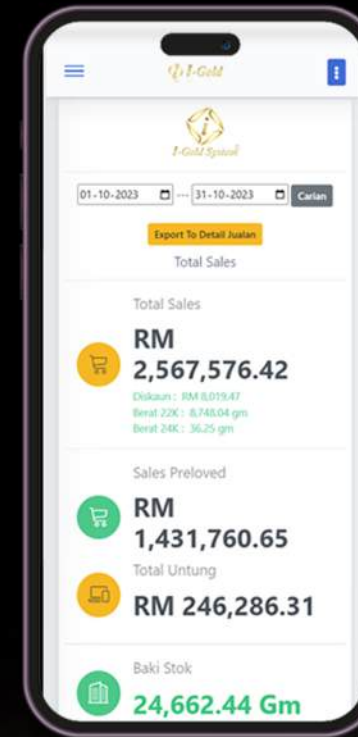 I-Gold
I-Gold System
01-10-2023 --- 31-10-2023 Carian
Export To Detail Jualan
Total Sales
Total Sales
RM
2,567,576.42
Diskaun : RM 8,019.47
Berat 22K : 8,748.04 gm
Berat 24K : 36.25 gm
Sales Preloved
RM
1,431,760.65
Total Untung
RM 246,286.31
Baki Stok
24,662.44 Gm